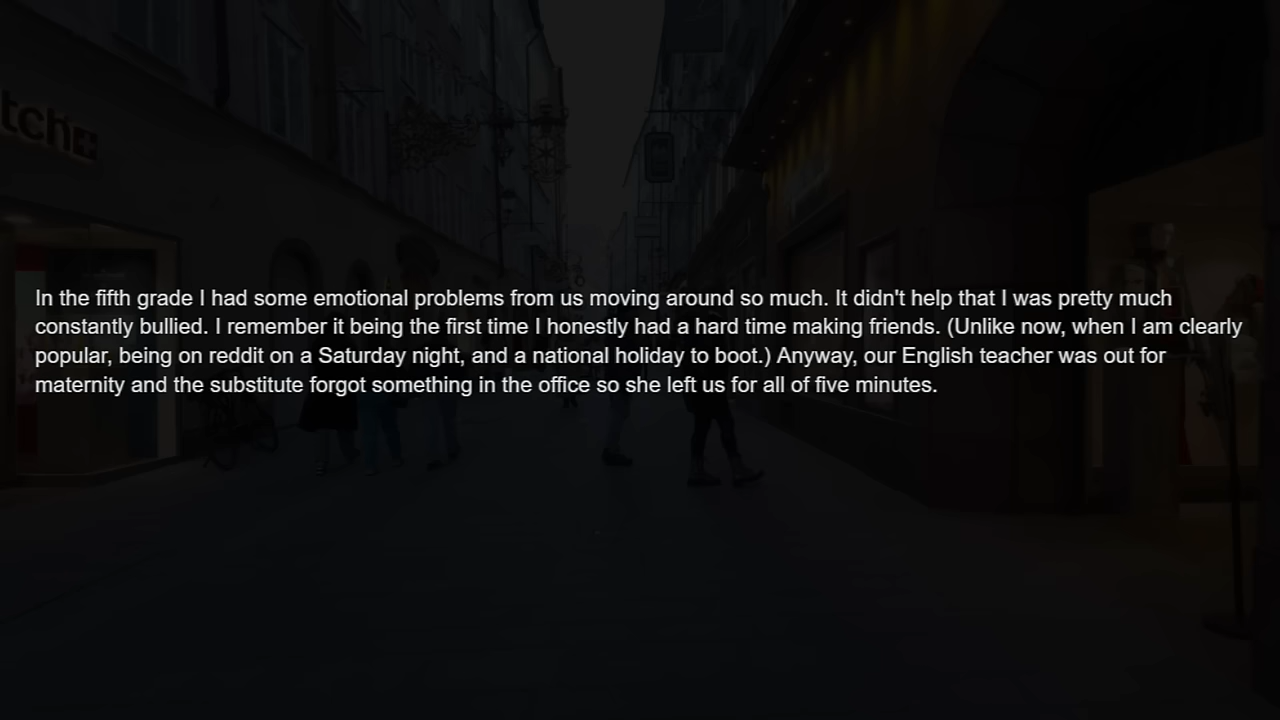 tch
In the fifth grade I had some emotional problems from us moving around so much. It didn't help that I was pretty much
constantly bullied. I remember it being the first time I honestly had a hard time making friends. (Unlike now, when I am clearly
popular, being on reddit on a Saturday night, and a national holiday to boot.) Anyway, our English teacher was out for
maternity and the substitute forgot something in the office so she left us for all of five minutes.